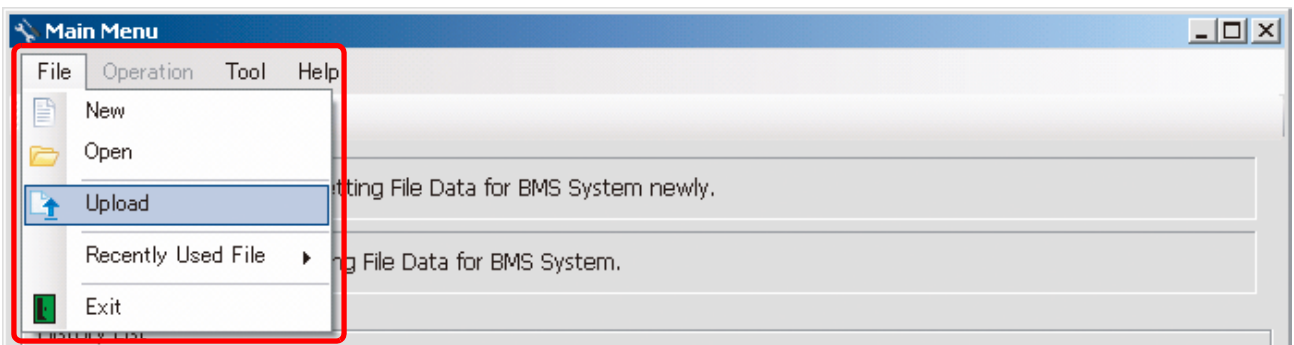 Main Menu
File Operation Tool Help
New
Open
Upload
tting File Data for BMS System newly.
Recently Used File
ng File Data for BMS System.
Exit